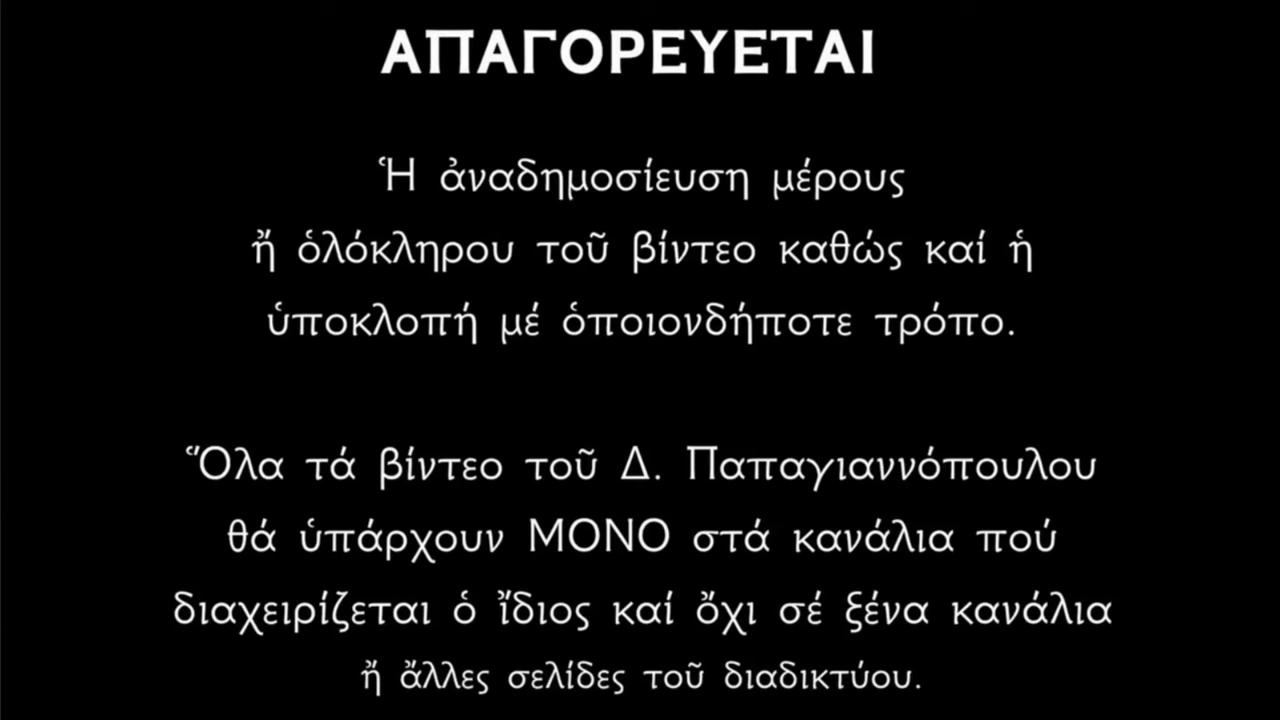 ΑΠΑΓΟΡΕΥΕΤΑΙ
Ἡ ἀναδημοσίευση μέρους
ἤ ὁλόκληρου τοῦ βίντεο καθώς καί ἡ
ὑποκλοπή μέ ὁποιονδήποτε τρόπο.
Ὅλα τά βίντεο τοῦ Δ. Παπαγιαννόπουλου
θά ὑπάρχουν ΜΟΝΟ στά κανάλια πού
διαχειρίζεται ὁ ἴδιος καί ὄχι σέ ξένα κανάλια
ἤ ἄλλες σελίδες τοῦ διαδικτύου.